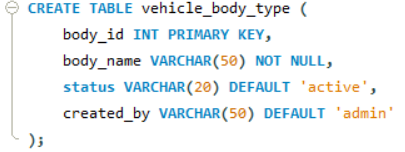 CREATE TABLE vehicle_body_type (
body_id INT PRIMARY KEY,
body_name VARCHAR(50) NOT NULL,
status VARCHAR(20) DEFAULT 'active',
created_by VARCHAR(50) DEFAULT 'admin'
);